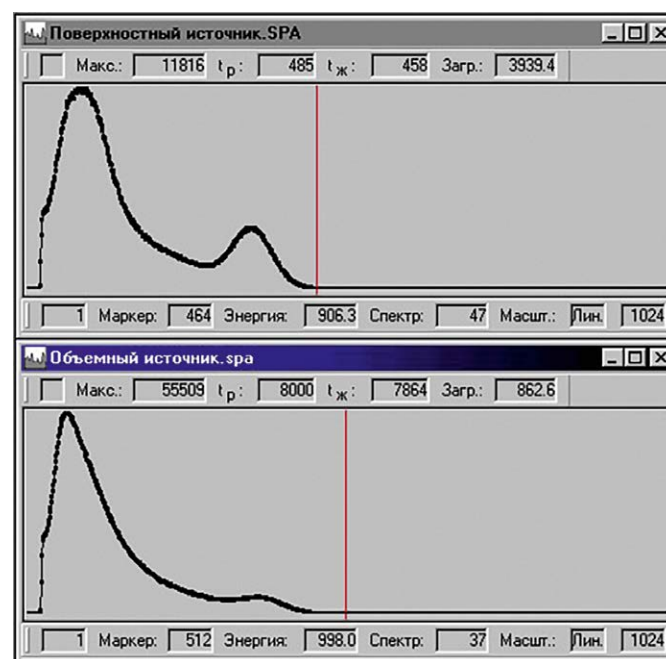 Поверхностный источник.SPA
Макс.: 11816 tр: 485 tж: 458 Загр.: 3939.4
1 Маркер: 464 Энергия: 906.3 Спектр: 47 Масшт.: Лин. 1024
Объемный источник.spa
Макс.: 55509 tр: 8000 tж: 7864 Загр.: 862.6
1 Маркер: 512 Энергия: 998.0 Спектр: 37 Масшт.: Лин. 1024